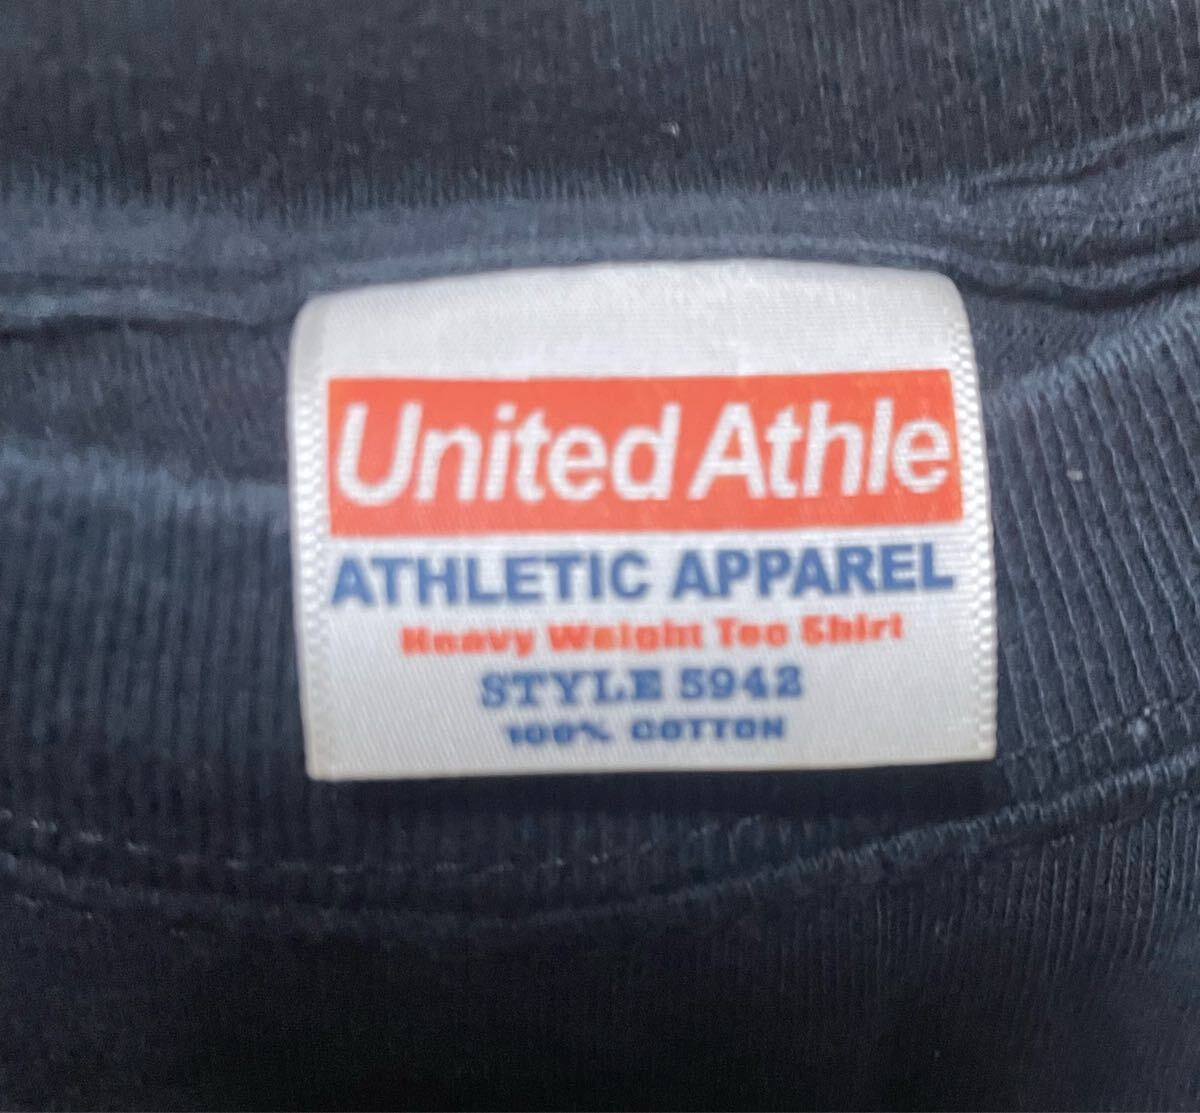 United Athle
ATHLETIC APPAREL
Heavy Weight Tee Shirt
STYLE 5942
100% COTTON